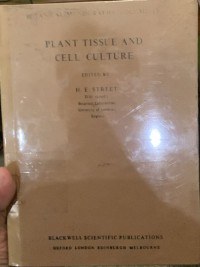 PLANT TISSUE AND
CELL CULTURE
EDITED BY
H. E. STREET
BLACKWELL SCIENTIFIC PUBLICATIONS
OXFORD LONDON EDINBURGH MELBOURNE